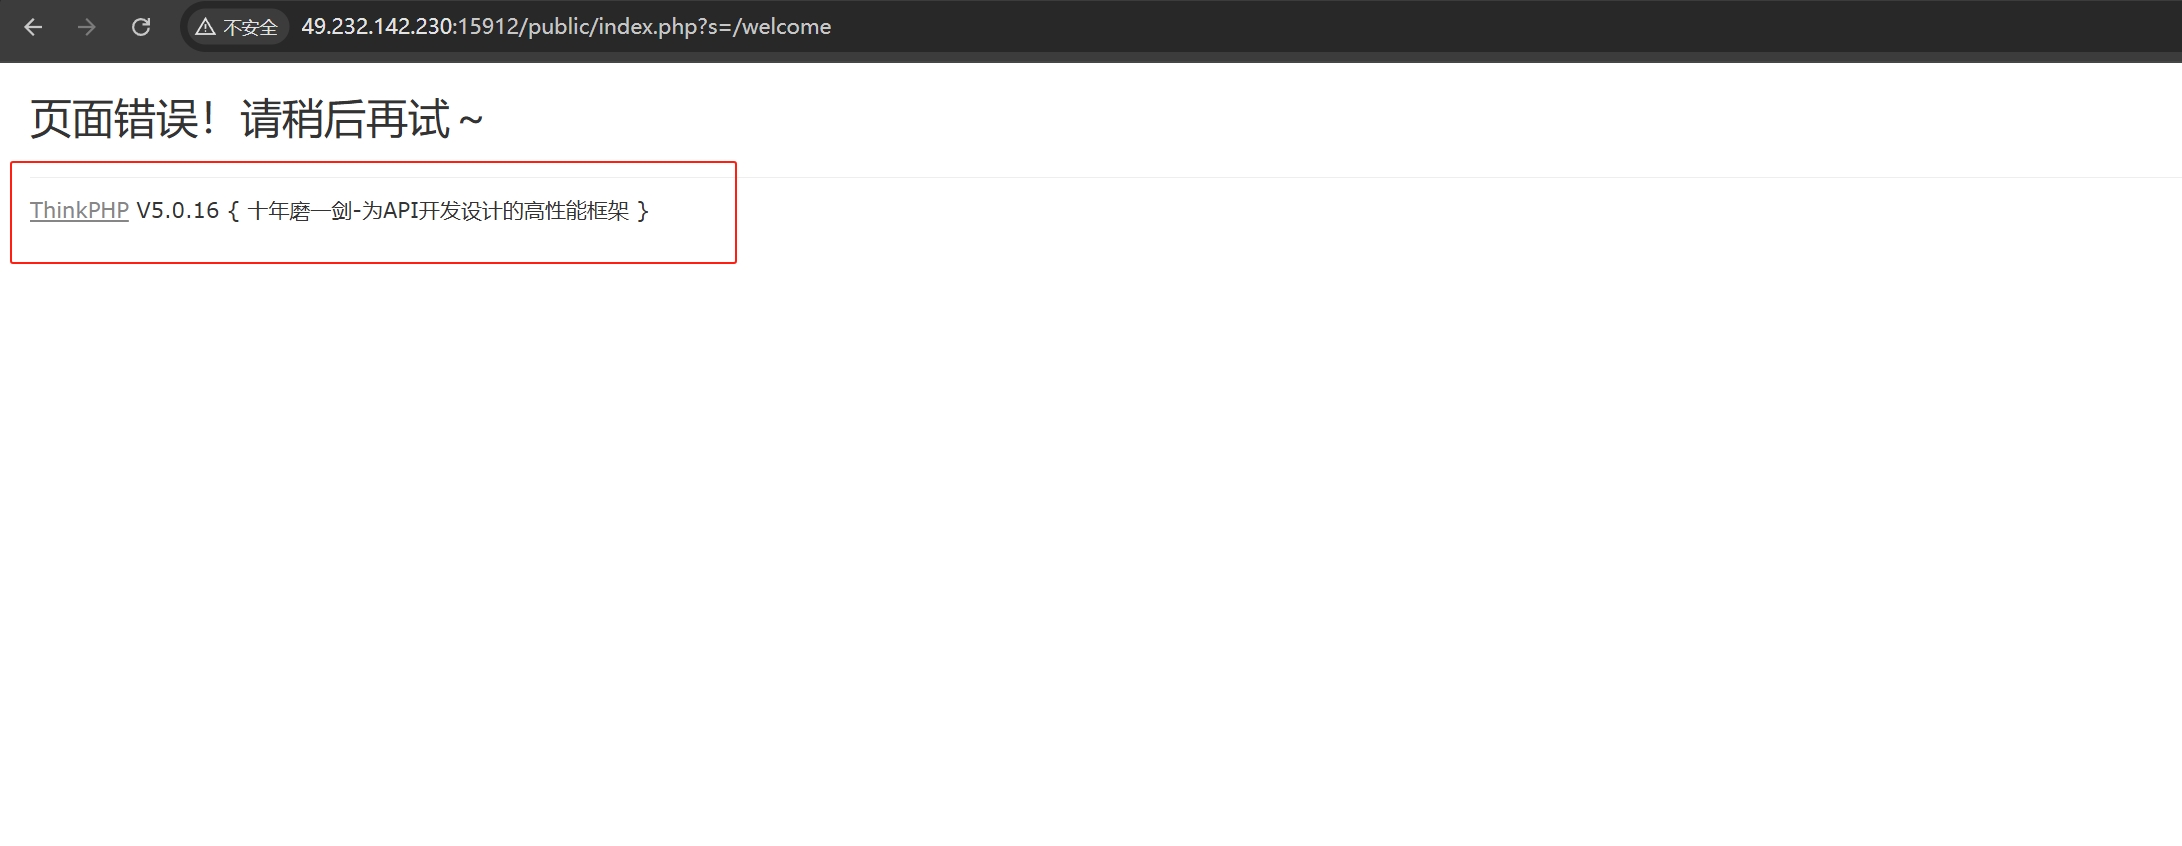 不安全 49.232.142.230:15912/public/index.php?s=/welcome
页面错误！请稍后再试～
ThinkPHP V5.0.16 { 十年磨一剑-为API开发设计的高性能框架 }